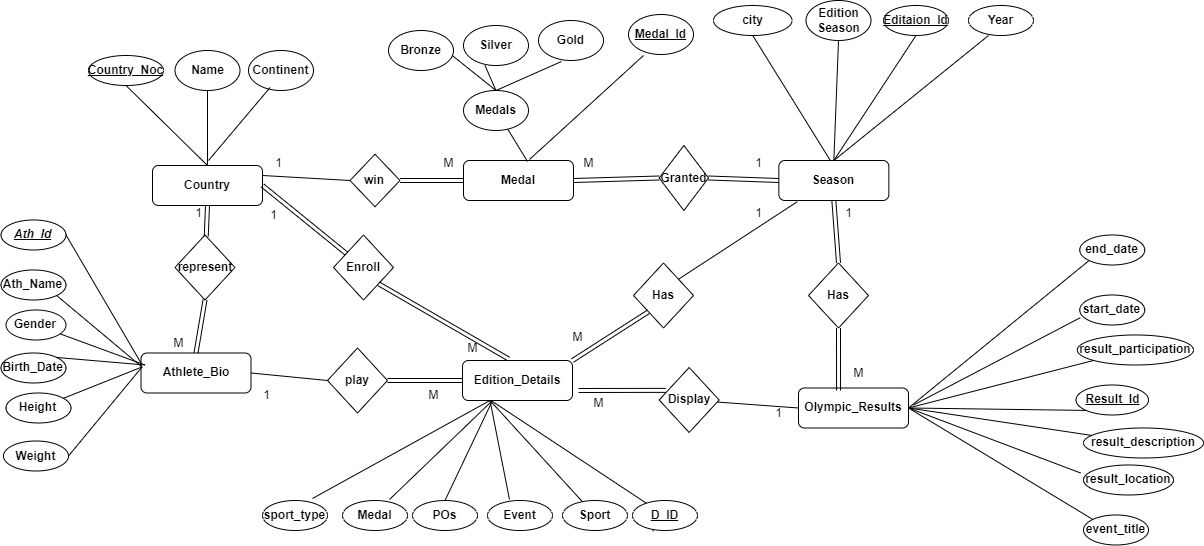 city
Edition
Season
Editaion_Id
Year
Bronze
Silver
Gold
Medal_Id
Country_Noc
Name
Continent
Medals
1
M
M
1
Country
win
Medal
Granted
Season
1
1
1
1
Ath_Id
represent
Enroll
Has
Has
end_date
Ath_Name
start_date
Gender
M
M
M
result_participation
Birth_Date
Athlete_Bio
play
Edition_Details
M
1
M
M
Display
1
Olympic_Results
Result_Id
Height
result_description
Weight
result_location
sport_type
Medal
POs
Event
Sport
D_ID
event_title